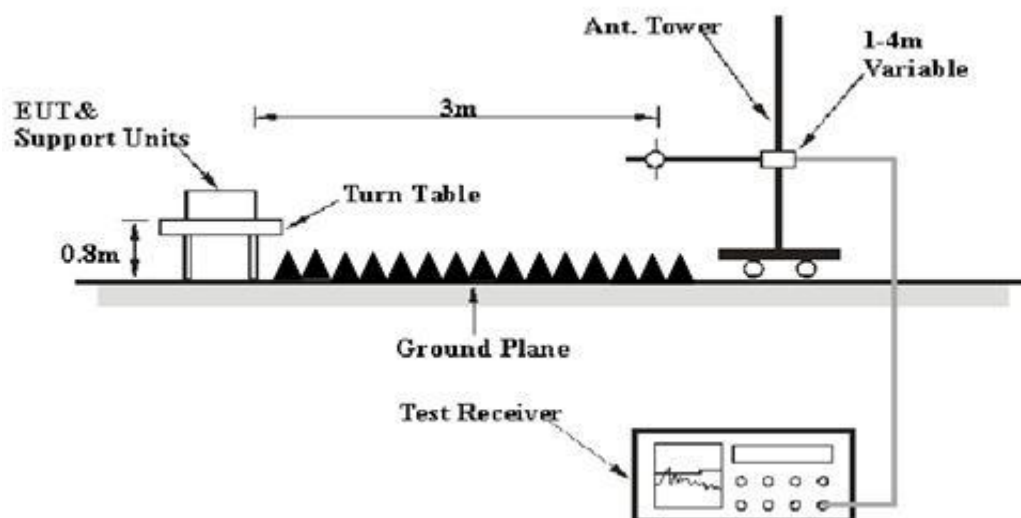 Ant. Tower
1-4m
Variable
EUT&
Support Units
3m
Turn Table
0.8m
Ground Plane
Test Receiver